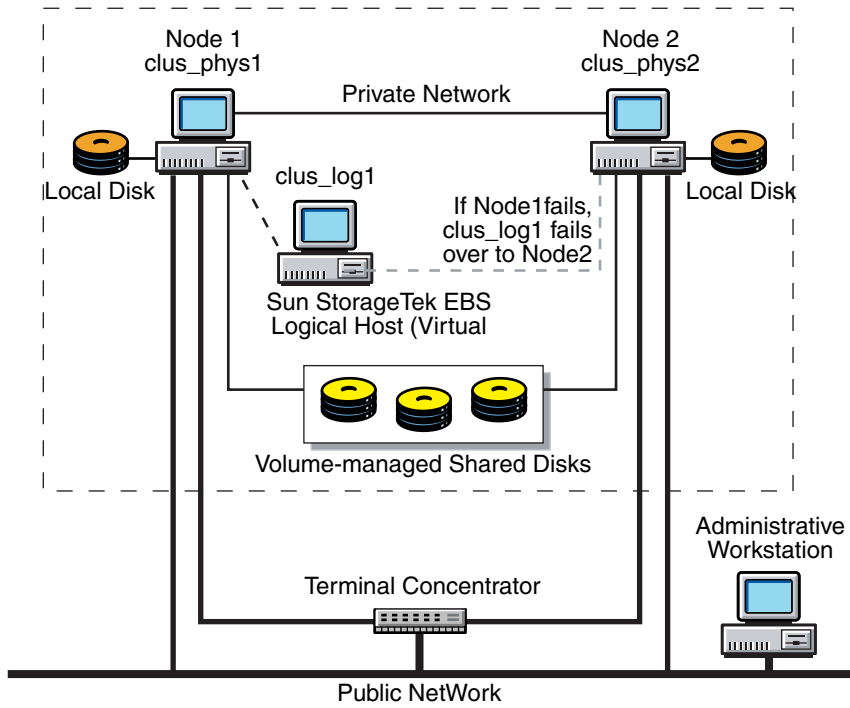 Node 1
clus_phys1
Node 2
clus_phys2
Private Network
Local Disk
clus_log1
Local Disk
If Node1fails,
clus_log1 fails
over to Node2
Sun StorageTek EBS
Logical Host (Virtual
Volume-managed Shared Disks
Administrative
Workstation
Terminal Concentrator
Public NetWork